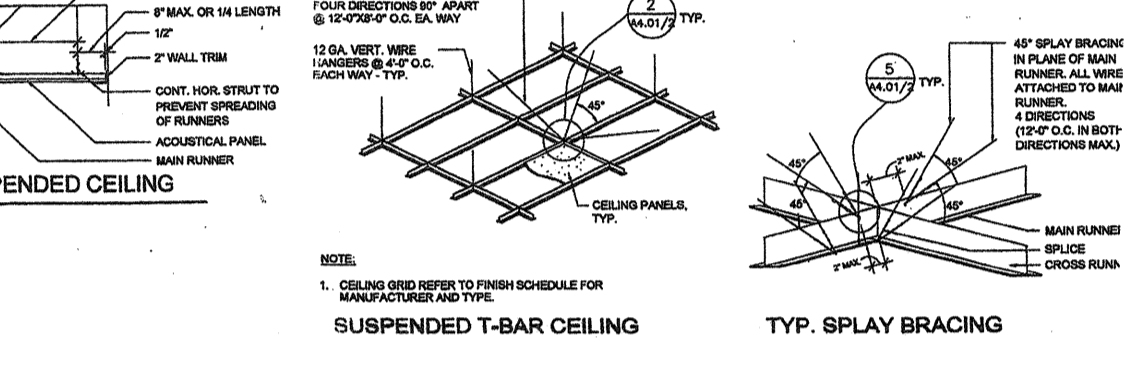 8" MAX. OR 1/4 LENGTH
1/2"
2" WALL TRIM
CONT. HOR. STRUT TO
PREVENT SPREADING
OF RUNNERS
ACOUSTICAL PANEL
MAIN RUNNER
ENDED CEILING
FOUR DIRECTIONS 90° APART
@ 12'-0"X8'-0" O.C. EA. WAY
12 GA. VERT. WIRE
HANGERS @ 4'-0" O.C.
EACH WAY - TYP.
2
A4.01/2
TYP.
45°
CEILING PANELS,
TYP.
NOTE:
1. CEILING GRID REFER TO FINISH SCHEDULE FOR
MANUFACTURER AND TYPE.
SUSPENDED T-BAR CEILING
5
A4.01/2
TYP.
45° SPLAY BRACING
IN PLANE OF MAIN
RUNNER. ALL WIRE
ATTACHED TO MAIN
RUNNER.
4 DIRECTIONS
(12'-0" O.C. IN BOTH
DIRECTIONS MAX.)
45°
45°
2" MAX.
45°
45°
2" MAX.
MAIN RUNNE
SPLICE
CROSS RUNN
TYP. SPLAY BRACING